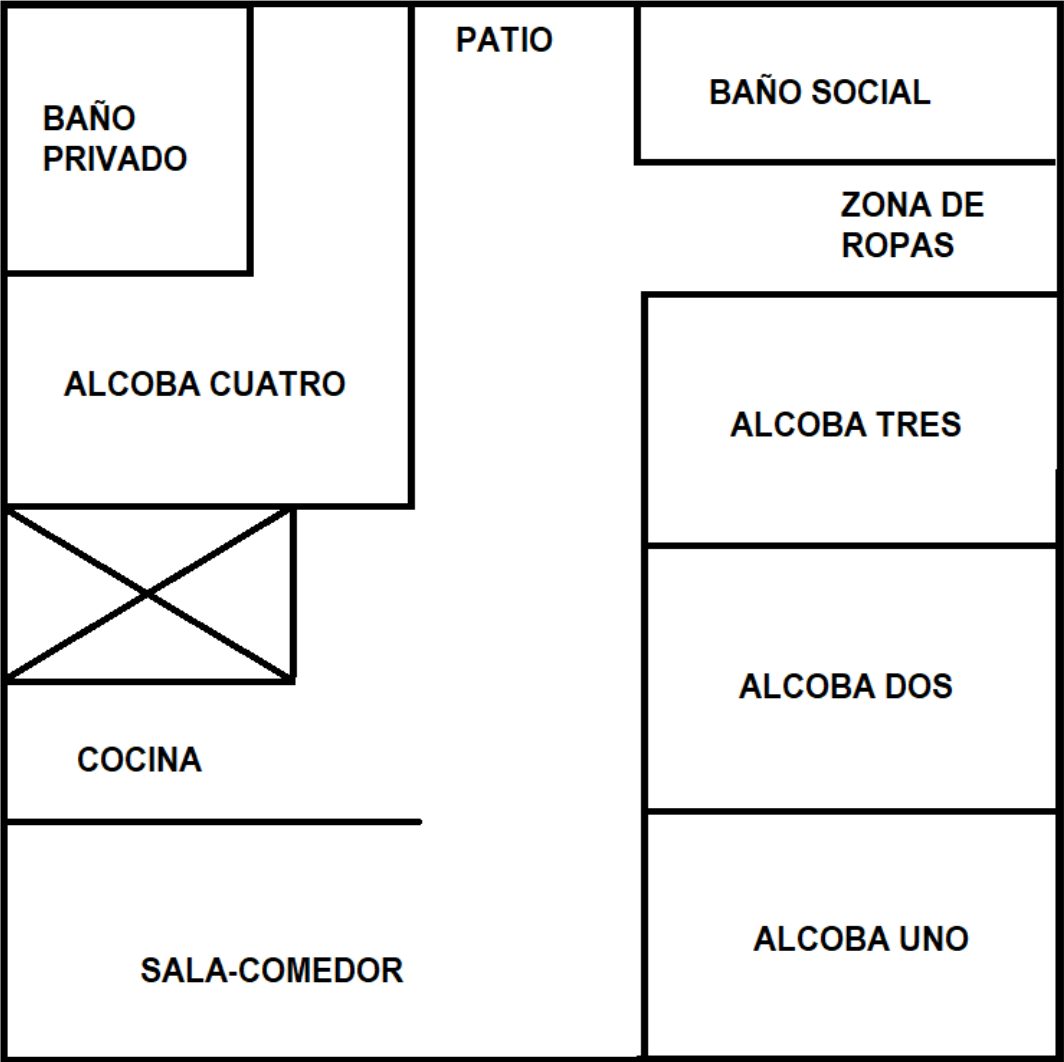 PATIO
BAÑO SOCIAL
BAÑO
PRIVADO
ZONA DE
ROPAS
ALCOBA CUATRO
ALCOBA TRES
ALCOBA DOS
COCINA
ALCOBA UNO
SALA-COMEDOR